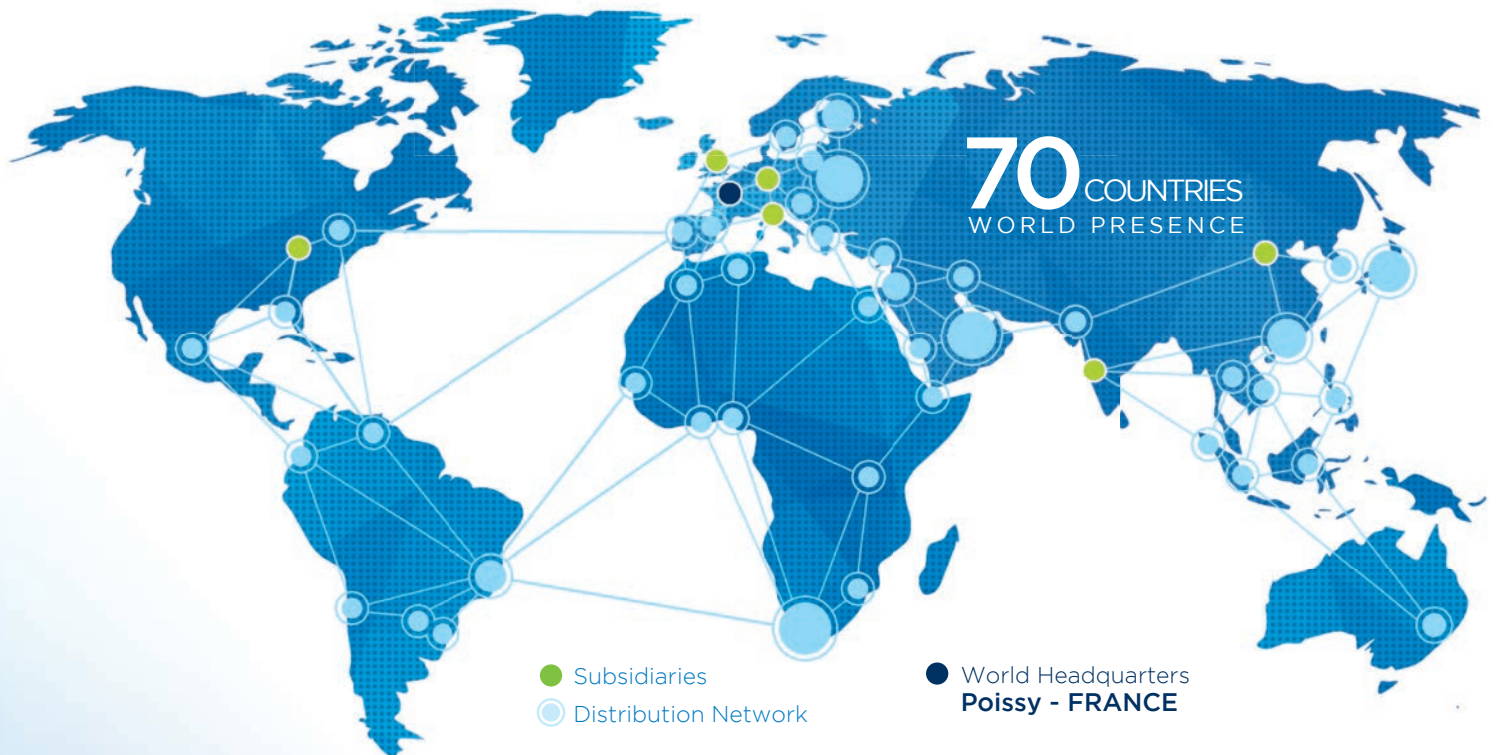 70 COUNTRIES
WORLD PRESENCE
Subsidiaries
Distribution Network
World Headquarters
Poissy - FRANCE